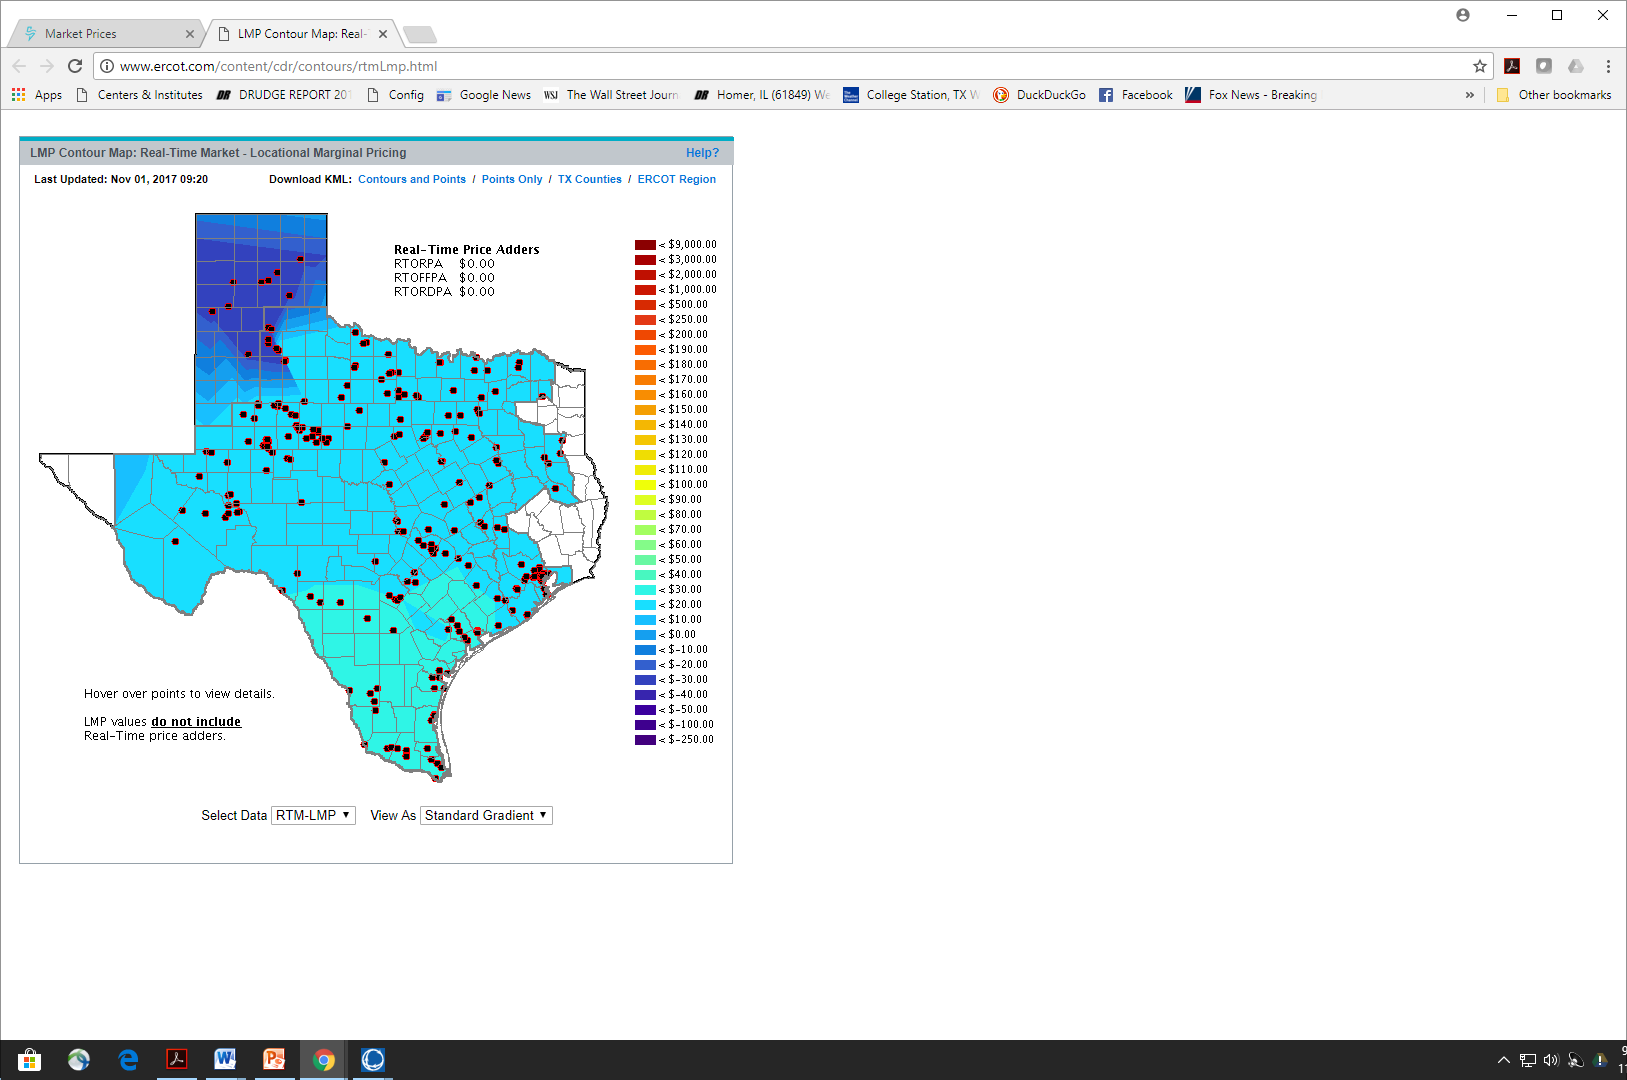 Market Prices
LMP Contour Map: Real-
www.ercot.com/content/cdr/contours/rtmLmp.html
Apps Centers & Institutes DR DRUDGE REPORT 201 Config Google News WSJ The Wall Street Journ DR Homer, IL (61849) We College Station, TX W DuckDuckGo Facebook Fox News - Breaking » Other bookmarks
LMP Contour Map: Real-Time Market - Locational Marginal Pricing Help?
Last Updated: Nov 01, 2017 09:20 Download KML: Contours and Points / Points Only / TX Counties / ERCOT Region
Real-Time Price Adders
RTORPA $0.00
RTOFFPA $0.00
RTORDPA $0.00
< $9,000.00
< $3,000.00
< $2,000.00
< $1,000.00
< $500.00
< $250.00
< $200.00
< $190.00
< $180.00
< $170.00
< $160.00
< $150.00
< $140.00
< $130.00
< $120.00
< $110.00
< $100.00
< $90.00
< $80.00
< $70.00
< $60.00
< $50.00
< $40.00
< $30.00
< $20.00
< $10.00
< $0.00
< $-10.00
< $-20.00
< $-30.00
< $-40.00
< $-50.00
< $-100.00
< $-250.00
Hover over points to view details.
LMP values do not include
Real-Time price adders.
Select Data RTM-LMP View As Standard Gradient
9
11